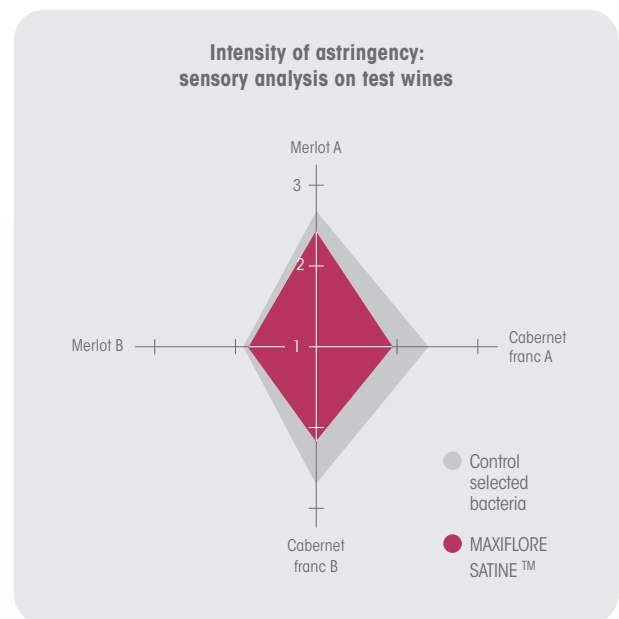 Intensity of astringency:
sensory analysis on test wines
Merlot A
3
2
Merlot B
1
Cabernet
franc A
Control
selected
bacteria
Cabernet
franc B
MAXIFLORE
SATINE ™